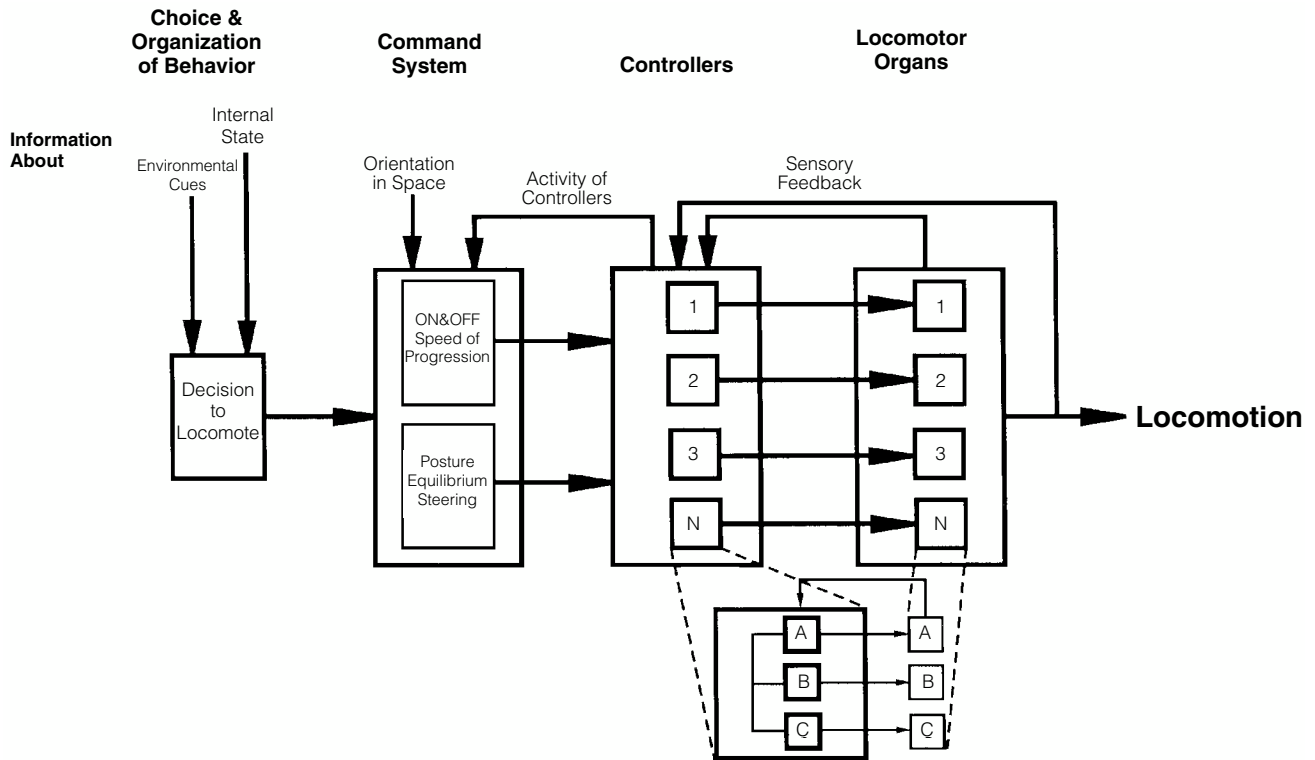 Choice &
Organization
of Behavior
Command
System
Controllers
Locomotor
Organs
Information
About
Internal
State
Environmental
Cues
Orientation
in Space
Activity of
Controllers
Sensory
Feedback
Decision
to
Locomote
ON&OFF
Speed of
Progression
Posture
Equilibrium
Steering
1
2
3
N
1
2
3
N
Locomotion
A
B
C
A
B
C